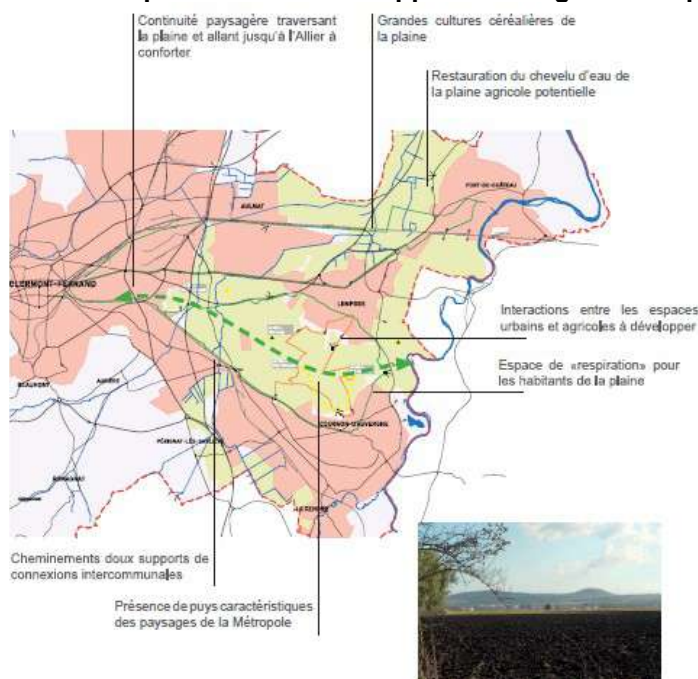 Continuité paysagère traversant
la plaine et allant jusqu'à l'Allier à
conforter
Grandes cultures céréalières de
la plaine
Restauration du chevelu d'eau de
la plaine agricole potentielle
PONT-DU-CHÂTEAU
AULNAT
CLERMONT-FERRAND
LEMPDES
Interactions entre les espaces
urbains et agricoles à développer
Espace de «respiration» pour
les habitants de la plaine
BEAUMONT
AUBIÈRE
COURNON-D'AUVERGNE
PÉRIGNAT-LÈS-SARLIÈVE
ROMAGNAT
LE CENDRE
Cheminements doux supports de
connexions intercommunales
Présence de puys caractéristiques
des paysages de la Métropole